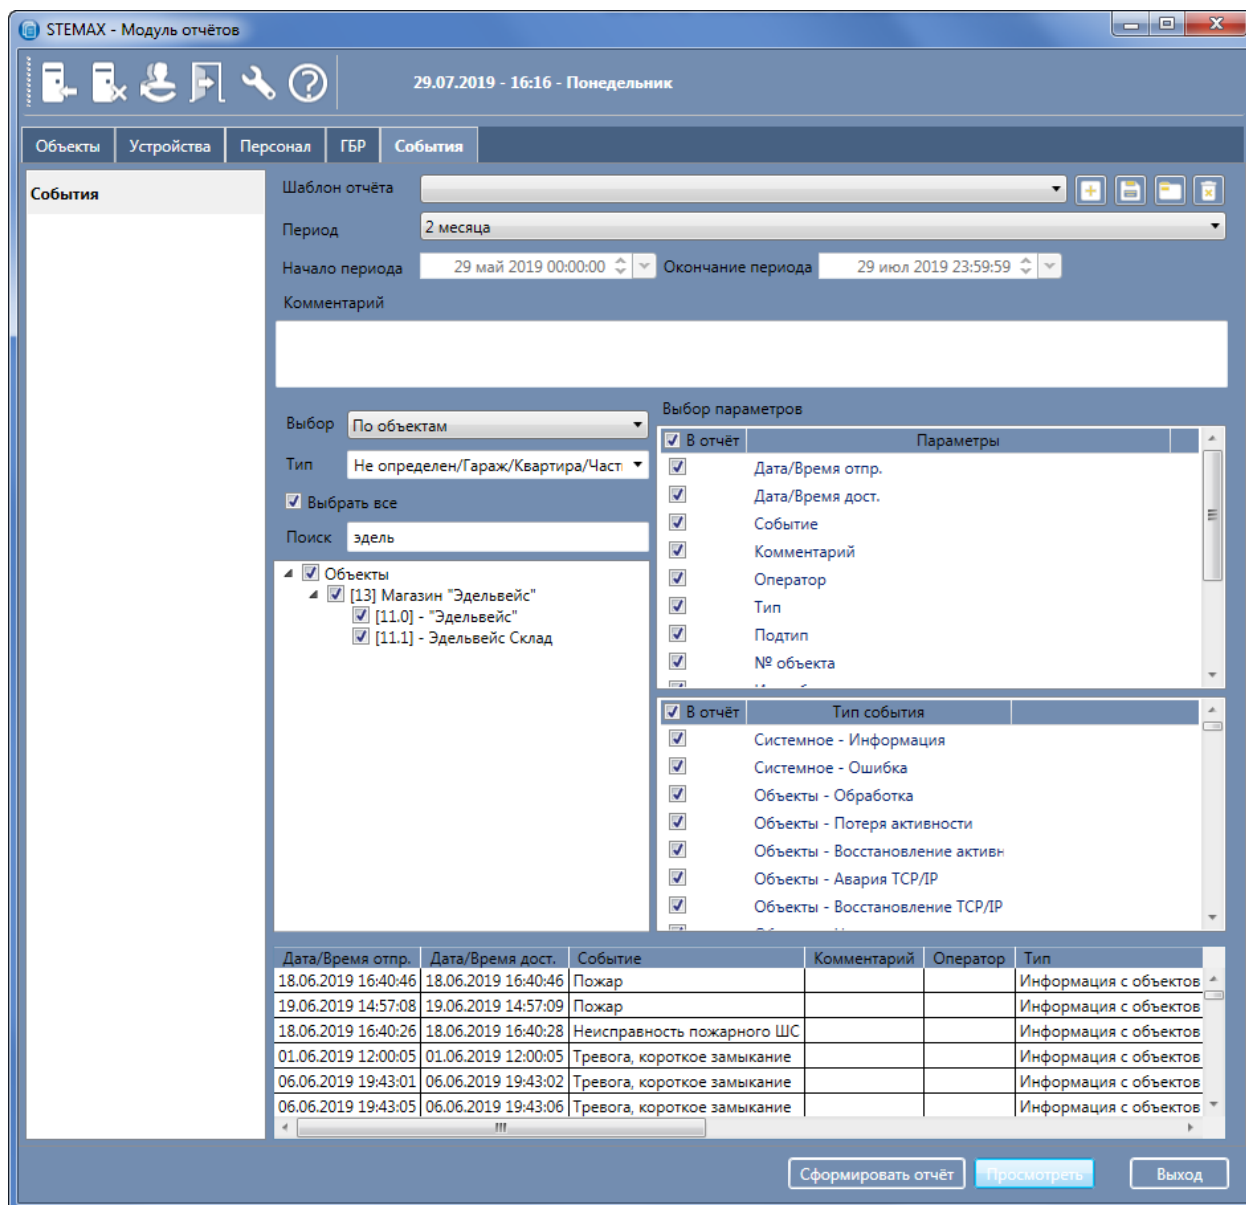 STEMAX - Модуль отчётов
29.07.2019 - 16:16 - Понедельник
Объекты Устройства Персонал ГБР События
События
Шаблон отчёта
Период 2 месяца
Начало периода 29 май 2019 00:00:00 Окончание периода 29 июл 2019 23:59:59
Комментарий
Выбор По объектам
Тип Не определен/Гараж/Квартира/Част
Выбрать все
Поиск эдель
Объекты
[13] Магазин "Эдельвейс"
[11.0] - "Эдельвейс"
[11.1] - Эдельвейс Склад
Выбор параметров
В отчёт Параметры
Дата/Время отпр.
Дата/Время дост.
Событие
Комментарий
Оператор
Тип
Подтип
№ объекта
В отчёт Тип события
Системное - Информация
Системное - Ошибка
Объекты - Обработка
Объекты - Потеря активности
Объекты - Восстановление активн
Объекты - Авария TCP/IP
Объекты - Восстановление TCP/IP
Дата/Время отпр. Дата/Время дост. Событие Комментарий Оператор Тип
18.06.2019 16:40:46 18.06.2019 16:40:46 Пожар Информация с объектов
19.06.2019 14:57:08 19.06.2019 14:57:09 Пожар Информация с объектов
18.06.2019 16:40:26 18.06.2019 16:40:28 Неисправность пожарного ШС Информация с объектов
01.06.2019 12:00:05 01.06.2019 12:00:05 Тревога, короткое замыкание Информация с объектов
06.06.2019 19:43:01 06.06.2019 19:43:02 Тревога, короткое замыкание Информация с объектов
06.06.2019 19:43:05 06.06.2019 19:43:06 Тревога, короткое замыкание Информация с объектов
Сформировать отчёт Просмотреть Выход